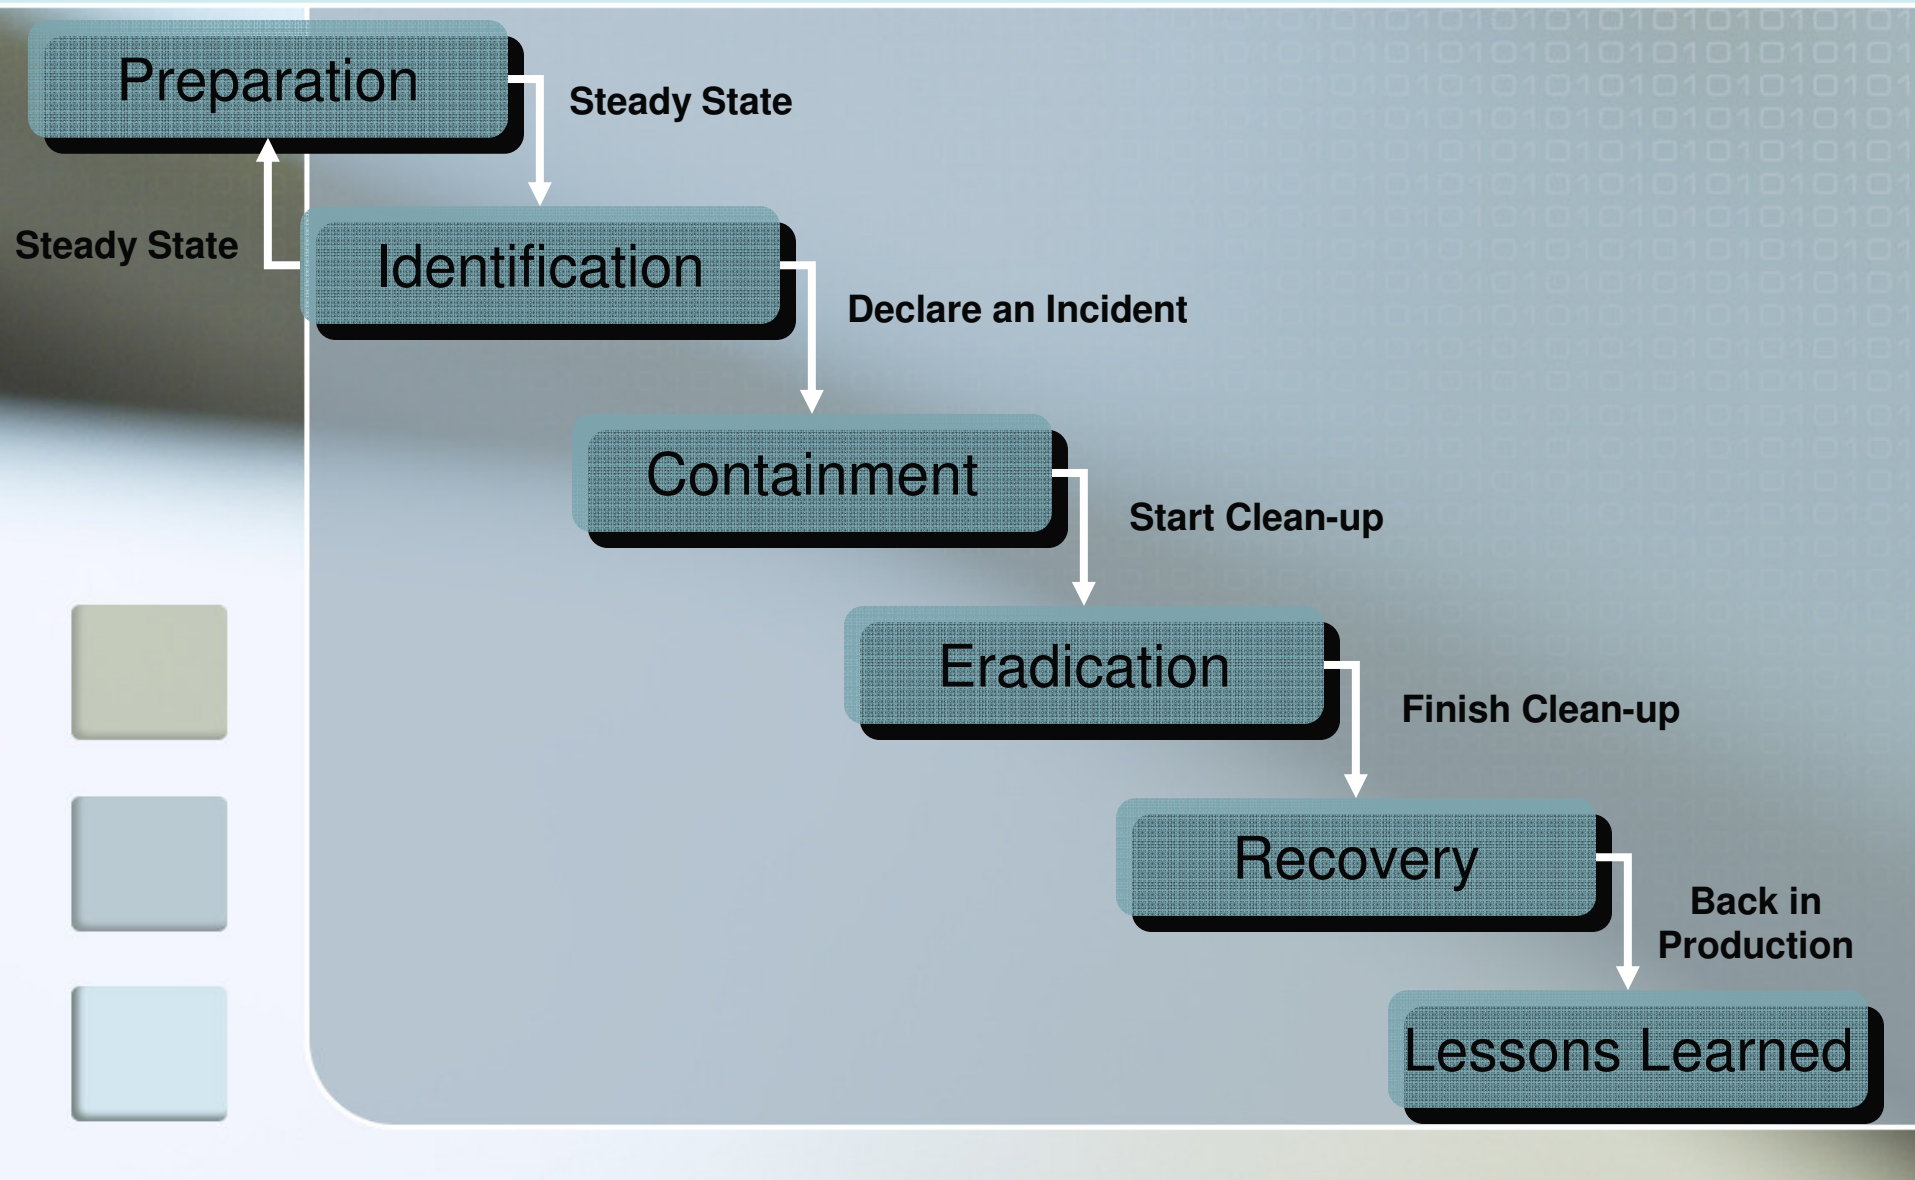 Preparation
Steady State
Steady State
Identification
Declare an Incident
Containment
Start Clean-up
Eradication
Finish Clean-up
Recovery
Back in
Production
Lessons Learned